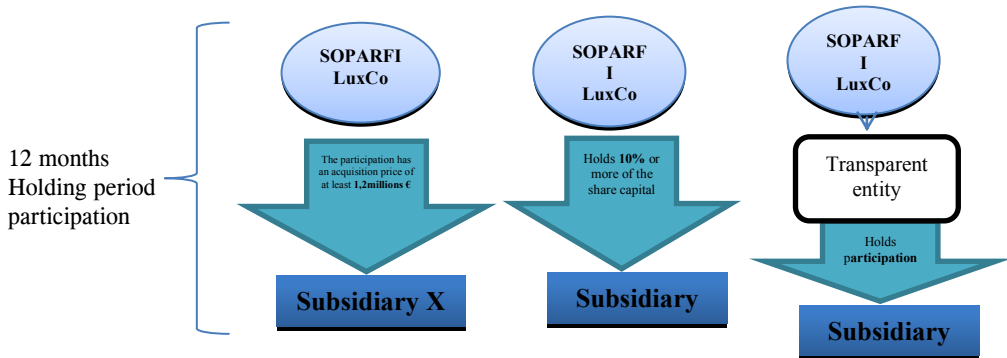 12 months
Holding period
participation
SOPARFI
LuxCo
The participation has
an acquisition price of
at least 1,2millions €
Subsidiary X
SOPARF
I
LuxCo
Holds 10% or
more of the
share capital
Subsidiary
SOPARF
I
LuxCo
Transparent
entity
Holds
participation
Subsidiary